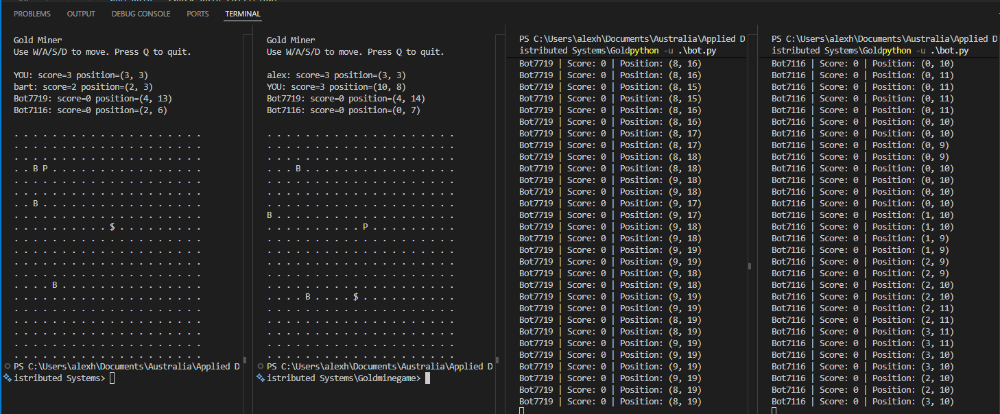 PROBLEMS OUTPUT DEBUG CONSOLE PORTS TERMINAL
Gold Miner
Use W/A/S/D to move. Press Q to quit.
YOU: score=3 position=(3, 3)
bart: score=2 position=(2, 3)
Bot7719: score=0 position=(4, 13)
Bot7116: score=0 position=(2, 6)
. . . . . . . . . . . . . . . . . . . .
. . . . . . . . . . . . . . . . . . . .
. . . . . . . . . . . . . . . . . . . .
. . B P . . . . . . . . . . . . . . . .
. . . . . . . . . . . . . . . . . . . .
. . . . . . . . . . . . . . . . . . . .
. . B . . . . . . . . . . . . . . . . .
. . . . . . . . . . . . . . . . . . . .
. . . . . . . . . . $ . . . . . . . . .
. . . . . . . . . . . . . . . . . . . .
. . . . . . . . . . . . . . . . . . . .
. . . . . . . . . . . . . . . . . . . .
. . . . . . . . . . . . . . . . . . . .
. . . . B . . . . . . . . . . . . . . .
. . . . . . . . . . . . . . . . . . . .
. . . . . . . . . . . . . . . . . . . .
. . . . . . . . . . . . . . . . . . . .
. . . . . . . . . . . . . . . . . . . .
. . . . . . . . . . . . . . . . . . . .
. . . . . . . . . . . . . . . . . . . .
PS C:\Users\alexh\Documents\Australia\Applied D
istributed Systems>
Gold Miner
Use W/A/S/D to move. Press Q to quit.
alex: score=3 position=(3, 3)
YOU: score=3 position=(10, 8)
Bot7719: score=0 position=(4, 14)
Bot7116: score=0 position=(0, 7)
. . . . . . . . . . . . . . . . . . . .
. . . . . . . . . . . . . . . . . . . .
. . . . . . . . . . . . . . . . . . . .
. . . B . . . . . . . . . . . . . . . .
. . . . . . . . . . . . . . . . . . . .
. . . . . . . . . . . . . . . . . . . .
. . . . . . . . . . . . . . . . . . . .
B . . . . . . . . . . . . . . . . . . .
. . . . . . . . . . P . . . . . . . . .
. . . . . . . . . . . . . . . . . . . .
. . . . . . . . . . . . . . . . . . . .
. . . . . . . . . . . . . . . . . . . .
. . . . . . . . . . . . . . . . . . . .
. . . . . . . . . . . . . . . . . . . .
. . . . B . . . . $ . . . . . . . . . .
. . . . . . . . . . . . . . . . . . . .
. . . . . . . . . . . . . . . . . . . .
. . . . . . . . . . . . . . . . . . . .
. . . . . . . . . . . . . . . . . . . .
. . . . . . . . . . . . . . . . . . . .
PS C:\Users\alexh\Documents\Australia\Applied D
istributed Systems\Goldminegame>
PS C:\Users\alexh\Documents\Australia\Applied D
istributed Systems\Goldpython -u .\bot.py
Bot7719 | Score: 0 | Position: (8, 16)
Bot7719 | Score: 0 | Position: (8, 16)
Bot7719 | Score: 0 | Position: (8, 15)
Bot7719 | Score: 0 | Position: (8, 15)
Bot7719 | Score: 0 | Position: (8, 16)
Bot7719 | Score: 0 | Position: (8, 16)
Bot7719 | Score: 0 | Position: (8, 17)
Bot7719 | Score: 0 | Position: (8, 17)
Bot7719 | Score: 0 | Position: (8, 18)
Bot7719 | Score: 0 | Position: (8, 18)
Bot7719 | Score: 0 | Position: (9, 18)
Bot7719 | Score: 0 | Position: (9, 18)
Bot7719 | Score: 0 | Position: (9, 17)
Bot7719 | Score: 0 | Position: (9, 17)
Bot7719 | Score: 0 | Position: (9, 18)
Bot7719 | Score: 0 | Position: (9, 18)
Bot7719 | Score: 0 | Position: (9, 19)
Bot7719 | Score: 0 | Position: (9, 19)
Bot7719 | Score: 0 | Position: (9, 18)
Bot7719 | Score: 0 | Position: (9, 18)
Bot7719 | Score: 0 | Position: (9, 19)
Bot7719 | Score: 0 | Position: (9, 19)
Bot7719 | Score: 0 | Position: (8, 19)
Bot7719 | Score: 0 | Position: (8, 19)
Bot7719 | Score: 0 | Position: (9, 19)
Bot7719 | Score: 0 | Position: (9, 19)
Bot7719 | Score: 0 | Position: (9, 19)
Bot7719 | Score: 0 | Position: (9, 19)
Bot7719 | Score: 0 | Position: (8, 19)
Bot7719 | Score: 0 | Position: (8, 19)
PS C:\Users\alexh\Documents\Australia\Applied D
istributed Systems\Goldpython -u .\bot.py
Bot7116 | Score: 0 | Position: (0, 10)
Bot7116 | Score: 0 | Position: (0, 11)
Bot7116 | Score: 0 | Position: (0, 11)
Bot7116 | Score: 0 | Position: (0, 11)
Bot7116 | Score: 0 | Position: (0, 11)
Bot7116 | Score: 0 | Position: (0, 10)
Bot7116 | Score: 0 | Position: (0, 10)
Bot7116 | Score: 0 | Position: (0, 9)
Bot7116 | Score: 0 | Position: (0, 9)
Bot7116 | Score: 0 | Position: (0, 10)
Bot7116 | Score: 0 | Position: (0, 10)
Bot7116 | Score: 0 | Position: (0, 10)
Bot7116 | Score: 0 | Position: (0, 10)
Bot7116 | Score: 0 | Position: (1, 10)
Bot7116 | Score: 0 | Position: (1, 10)
Bot7116 | Score: 0 | Position: (1, 9)
Bot7116 | Score: 0 | Position: (1, 9)
Bot7116 | Score: 0 | Position: (2, 9)
Bot7116 | Score: 0 | Position: (2, 9)
Bot7116 | Score: 0 | Position: (2, 10)
Bot7116 | Score: 0 | Position: (2, 10)
Bot7116 | Score: 0 | Position: (2, 11)
Bot7116 | Score: 0 | Position: (2, 11)
Bot7116 | Score: 0 | Position: (3, 11)
Bot7116 | Score: 0 | Position: (3, 11)
Bot7116 | Score: 0 | Position: (3, 10)
Bot7116 | Score: 0 | Position: (3, 10)
Bot7116 | Score: 0 | Position: (2, 10)
Bot7116 | Score: 0 | Position: (2, 10)
Bot7116 | Score: 0 | Position: (3, 10)